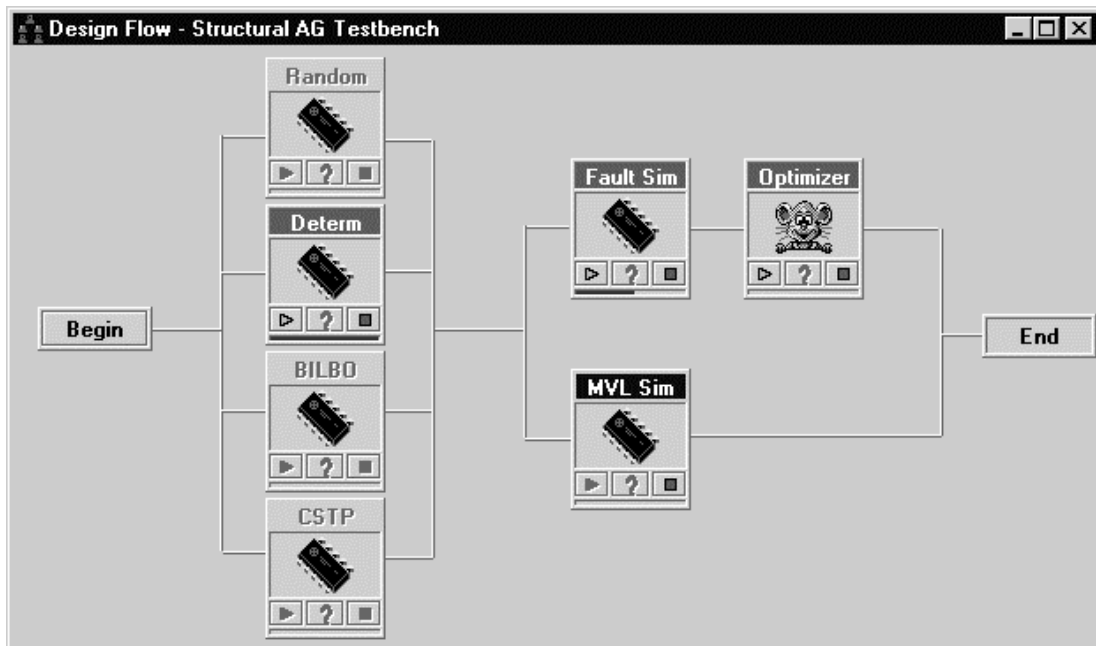 Design Flow - Structural AG Testbench
Random
?
Determ
?
BILBO
?
CSTP
?
Begin
Fault Sim
?
Optimizer
?
MVL Sim
?
End